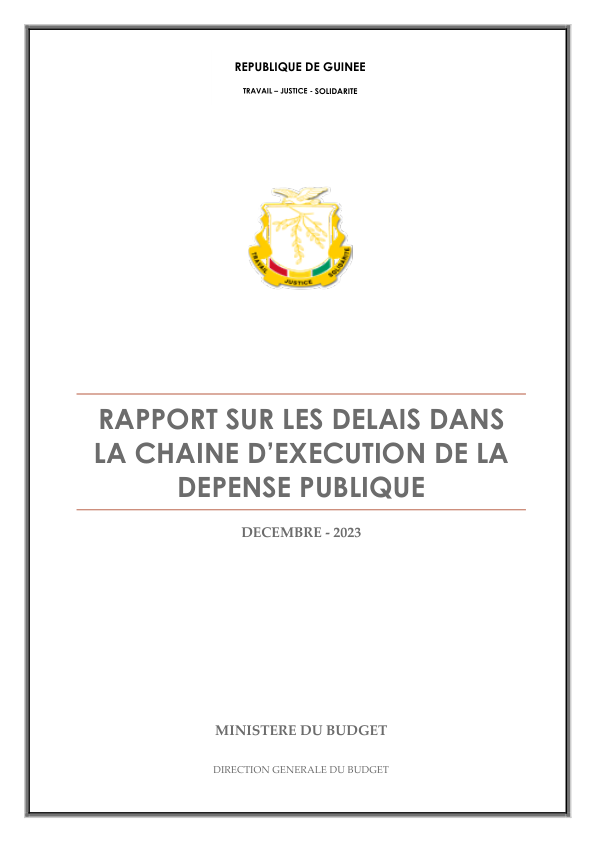 REPUBLIQUE DE GUINEE
TRAVAIL – JUSTICE - SOLIDARITE
TRAVAIL
JUSTICE
SOLIDARITE
RAPPORT SUR LES DELAIS DANS
LA CHAINE D’EXECUTION DE LA
DEPENSE PUBLIQUE
DECEMBRE - 2023
MINISTERE DU BUDGET
DIRECTION GENERALE DU BUDGET